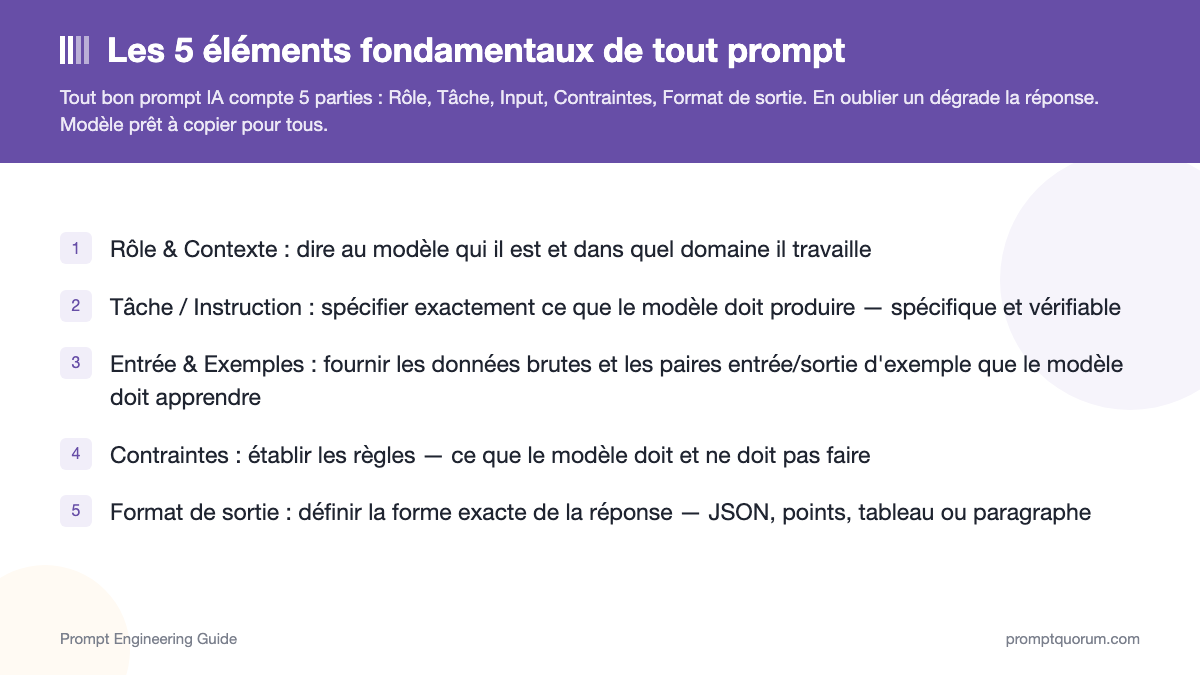 Les 5 éléments fondamentaux de tout prompt
Tout bon prompt IA compte 5 parties : Rôle, Tâche, Input, Contraintes, Format de sortie. En oublier un dégrade la réponse.
Modèle prêt à copier pour tous.
1 Rôle & Contexte : dire au modèle qui il est et dans quel domaine il travaille
2 Tâche / Instruction : spécifier exactement ce que le modèle doit produire — spécifique et vérifiable
3 Entrée & Exemples : fournir les données brutes et les paires entrée/sortie d'exemple que le modèle
doit apprendre
4 Contraintes : établir les règles — ce que le modèle doit et ne doit pas faire
5 Format de sortie : définir la forme exacte de la réponse — JSON, points, tableau ou paragraphe
Prompt Engineering Guide
promptquorum.com